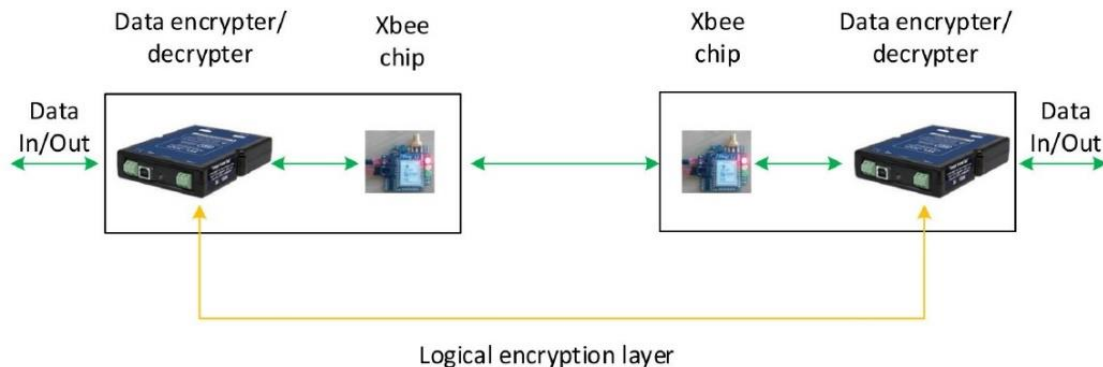 Data encrypter/
decrypter
Xbee
chip
Xbee
chip
Data encrypter/
decrypter
Data
In/Out
Data
In/Out
Logical encryption layer